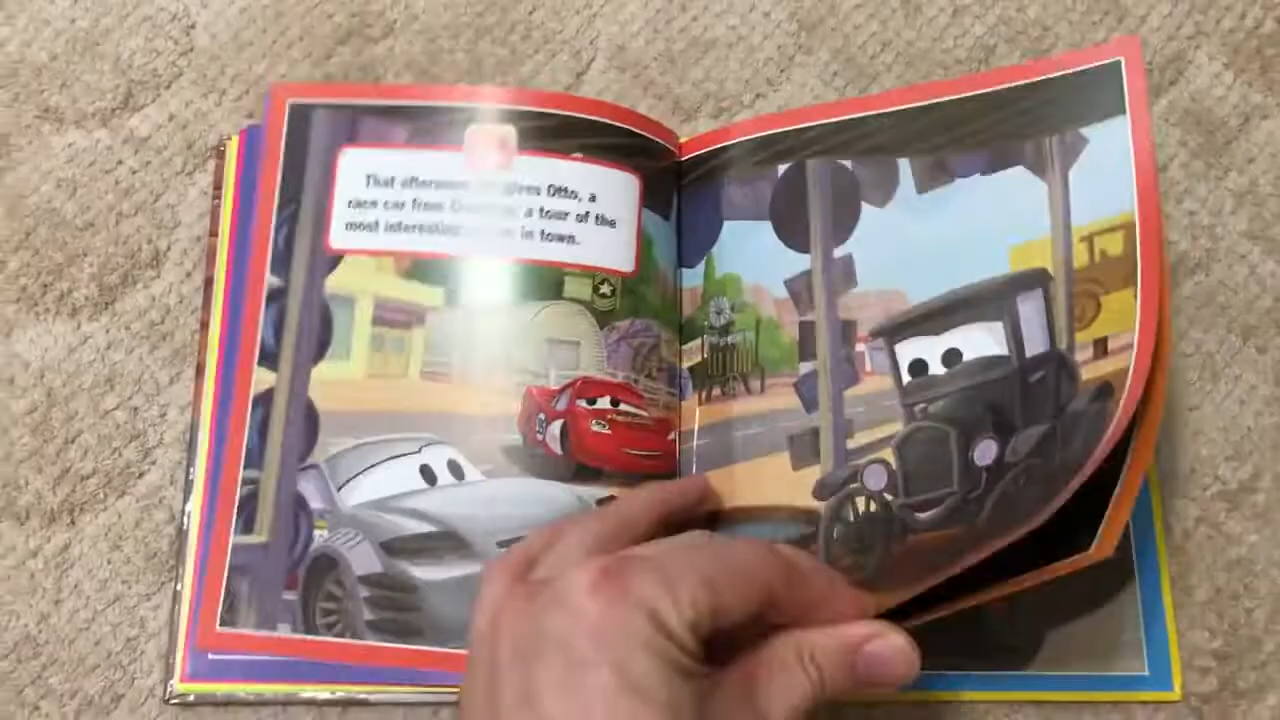 That afternoon gives Otto, a
race car from a tour of the
most interesting in town.